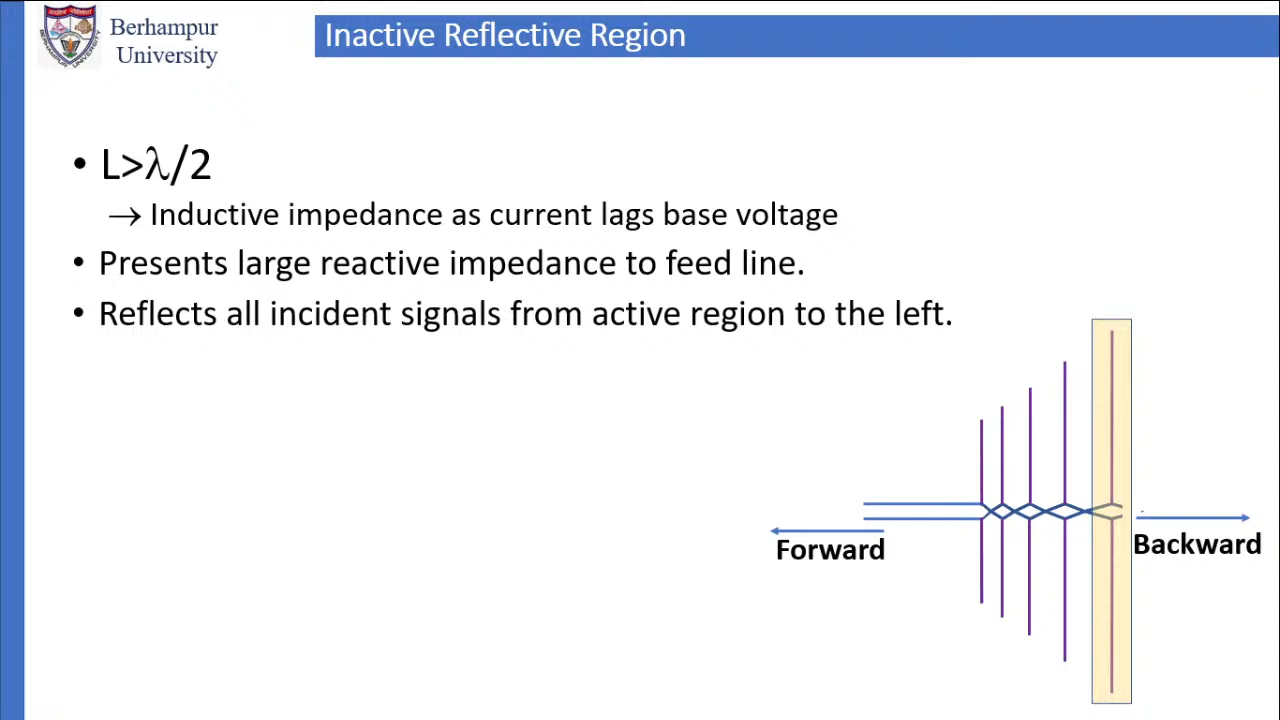 Berhampur
University
Inactive Reflective Region
• L>λ/2
→ Inductive impedance as current lags base voltage
• Presents large reactive impedance to feed line.
• Reflects all incident signals from active region to the left.
Forward
Backward